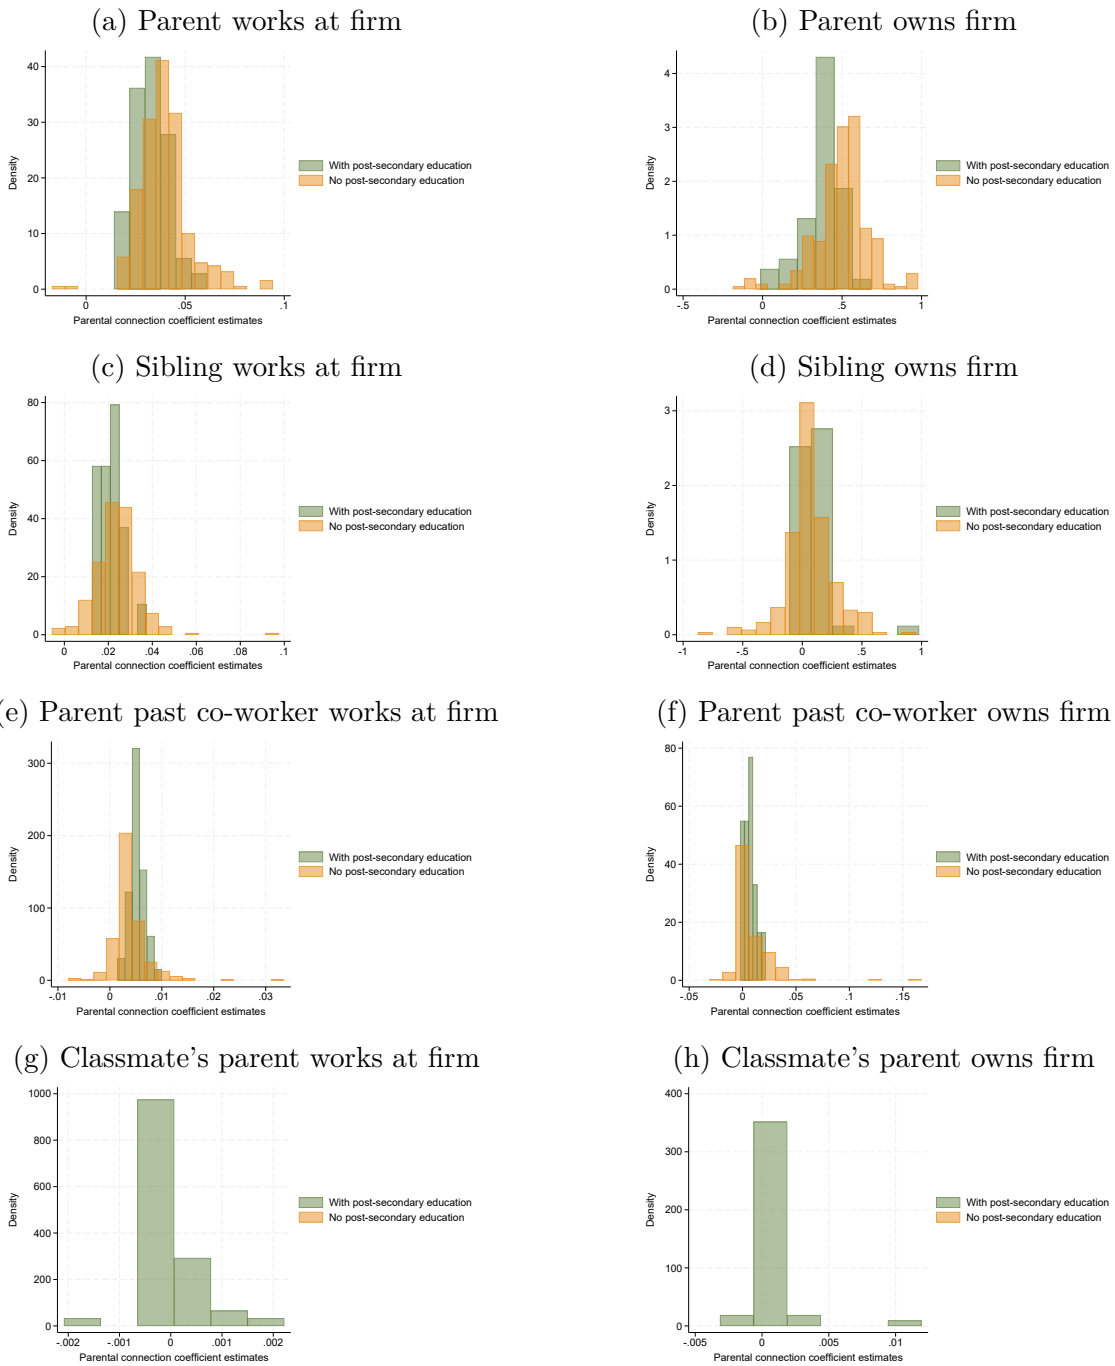 (a) Parent works at firm
40
30
20
10
0
Density
0
.05
.1
Parental connection coefficient estimates
With post-secondary education
No post-secondary education
(b) Parent owns firm
4
3
2
1
0
Density
-.5
0
.5
1
Parental connection coefficient estimates
With post-secondary education
No post-secondary education
(c) Sibling works at firm
80
60
40
20
0
Density
0
.02
.04
.06
.08
.1
Parental connection coefficient estimates
With post-secondary education
No post-secondary education
(d) Sibling owns firm
3
2
1
0
Density
-1
-.5
0
.5
1
Parental connection coefficient estimates
With post-secondary education
No post-secondary education
e) Parent past co-worker works at firm
300
200
100
0
Density
-.01
0
.01
.02
.03
Parental connection coefficient estimates
With post-secondary education
No post-secondary education
(f) Parent past co-worker owns firm
80
60
40
20
0
Density
-.05
0
.05
.1
.15
Parental connection coefficient estimates
With post-secondary education
No post-secondary education
(g) Classmate's parent works at firm
1000
800
600
400
200
0
Density
-.002
-.001
0
.001
.002
Parental connection coefficient estimates
With post-secondary education
No post-secondary education
(h) Classmate's parent owns firm
400
300
200
100
0
Density
-.005
0
.005
.01
Parental connection coefficient estimates
With post-secondary education
No post-secondary education